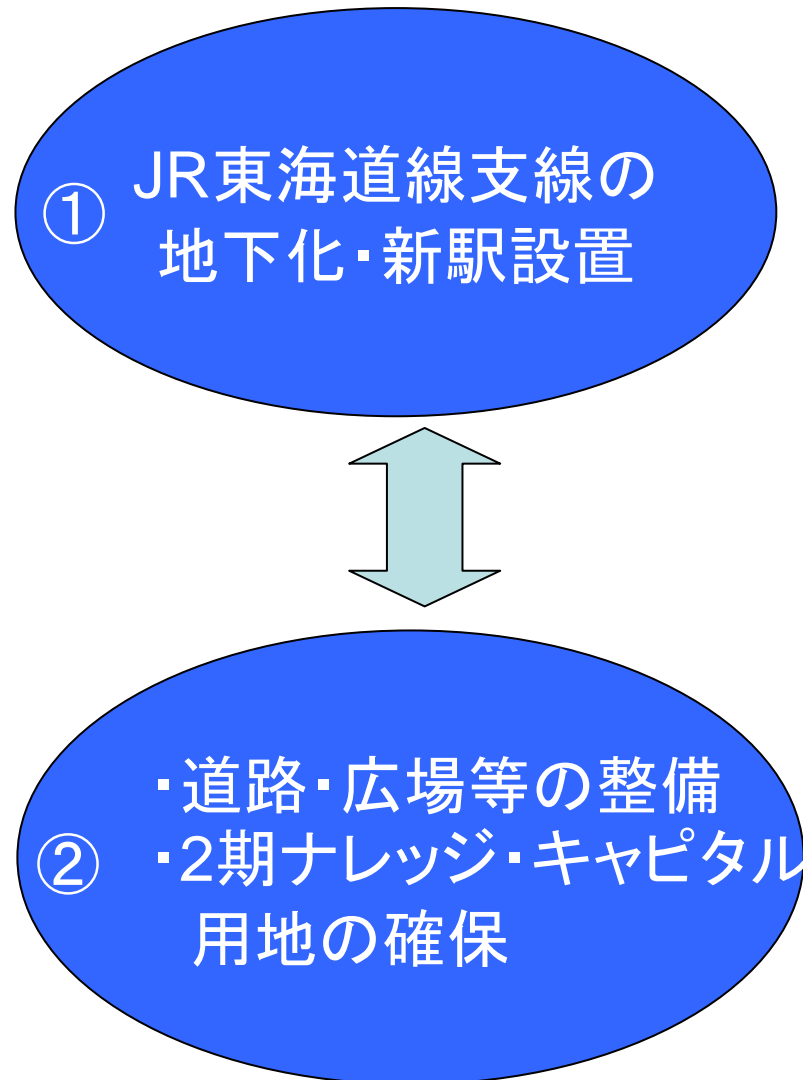 ① JR東海道線支線の
地下化・新駅設置
・道路・広場等の整備
② ・2期ナレッジ・キャピタル
用地の確保